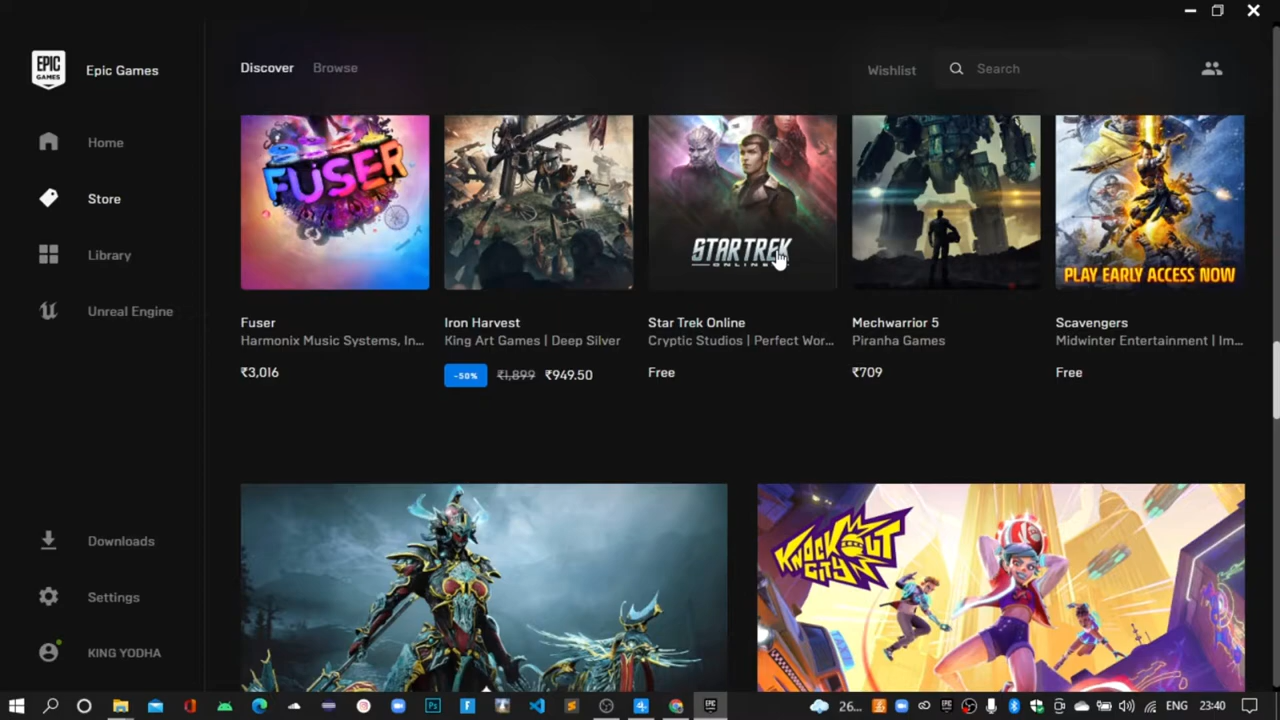 EPIC
GAMES
Epic Games
Discover
Browse
Wishlist
Search
Home
Store
Library
Unreal Engine
Downloads
Settings
KING YODHA
FUSER
STAR TREK
ONLINE
PLAY EARLY ACCESS NOW
Fuser
Harmonix Music Systems, In...
₹3,016
Iron Harvest
King Art Games | Deep Silver
-50%
₹1,899
₹949.50
Star Trek Online
Cryptic Studios | Perfect Wor...
Free
Mechwarrior 5
Piranha Games
₹709
Scavengers
Midwinter Entertainment | Im...
Free
KNOCKOUT
CITY
26...
ENG
23:40